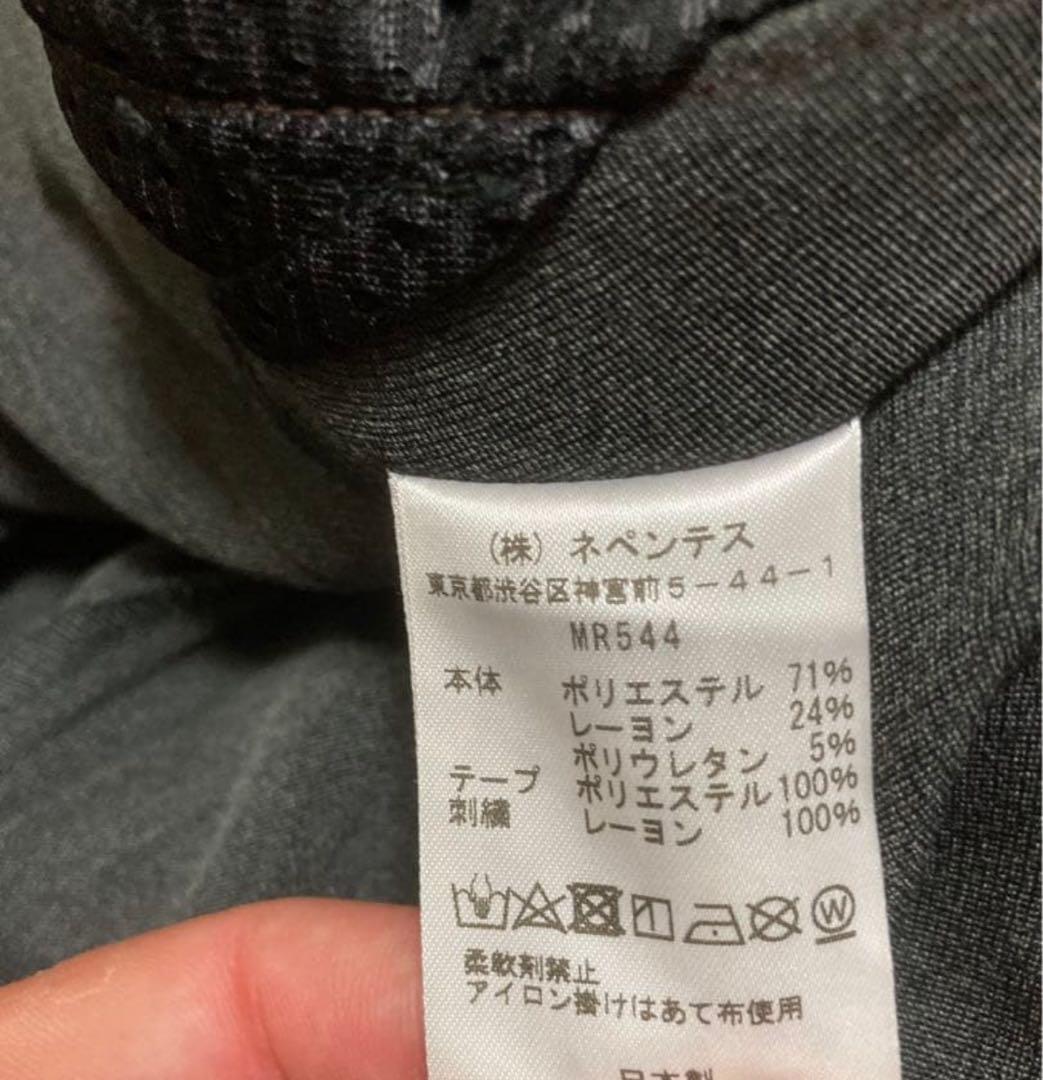 (株) ネペンテス
東京都渋谷区神宮前5-44-1
MR544
本体 ポリエステル 71%
レーヨン 24%
ポリウレタン 5%
テープ ポリエステル 100%
刺繍 レーヨン 100%
W
柔軟剤禁止
アイロン掛けはあて布使用
日本製